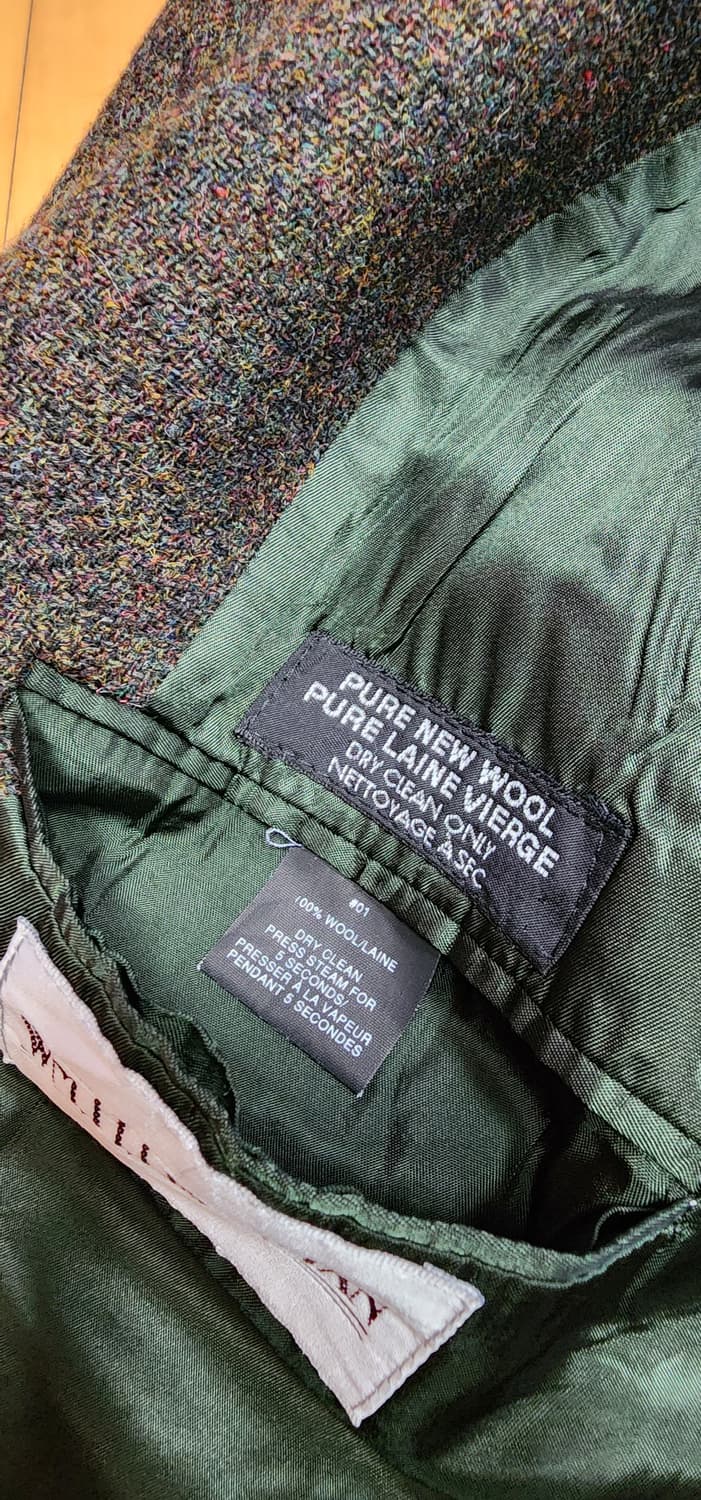 PURE NEW WOOL
PURE LAINE VIERGE
DRY CLEAN ONLY
NETTOYAGE À SEC
#01
100% WOOL/LAINE
DRY CLEAN
PRESS STEAM FOR
5 SECONDS/
PRESSER À LA VAPEUR
PENDANT 5 SECONDES